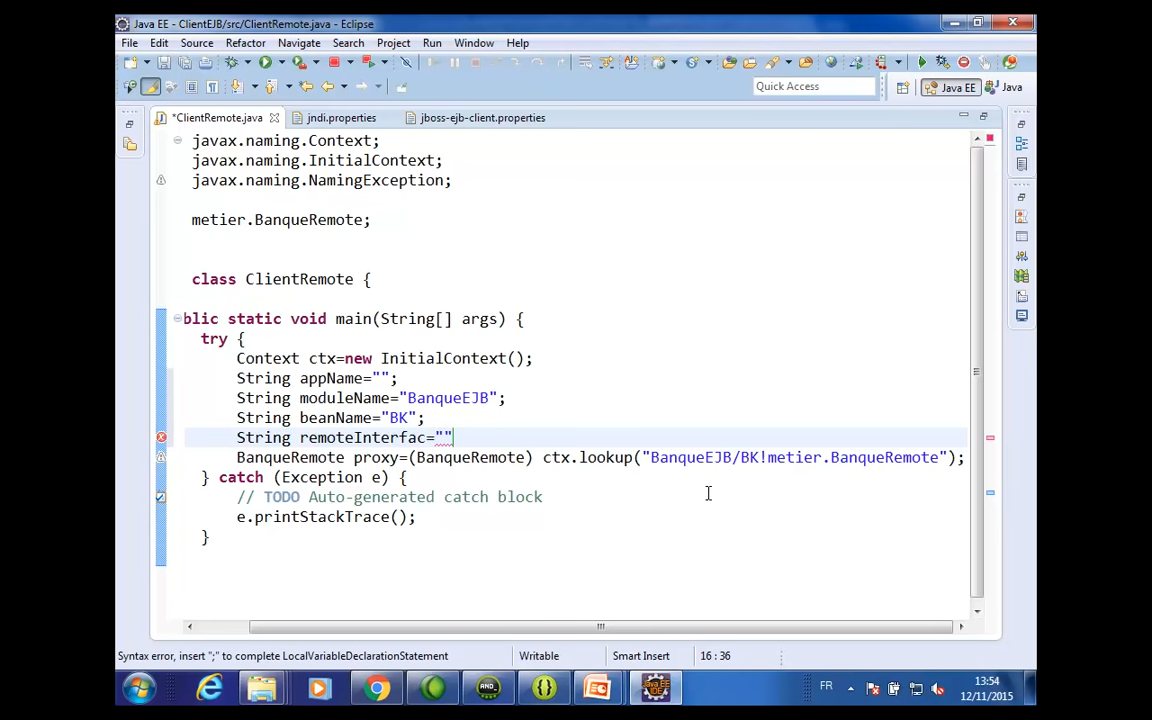 Java EE - ClientEJB/src/ClientRemote.java - Eclipse
File Edit Source Refactor Navigate Search Project Run Window Help
Quick Access
Java EE
Java
*ClientRemote.java
jndi.properties
jboss-ejb-client.properties
javax.naming.Context;
javax.naming.InitialContext;
javax.naming.NamingException;
metier.BanqueRemote;
class ClientRemote {
blic static void main(String[] args) {
try {
Context ctx=new InitialContext();
String appName="";
String moduleName="BanqueEJB";
String beanName="BK";
String remoteInterfac=""
BanqueRemote proxy=(BanqueRemote) ctx.lookup("BanqueEJB/BK!metier.BanqueRemote");
} catch (Exception e) {
// TODO Auto-generated catch block
e.printStackTrace();
}
Syntax error, insert ";" to complete LocalVariableDeclarationStatement
Writable
Smart Insert
16 : 36
AND_
Java EE
IDE
FR
13:54
12/11/2015